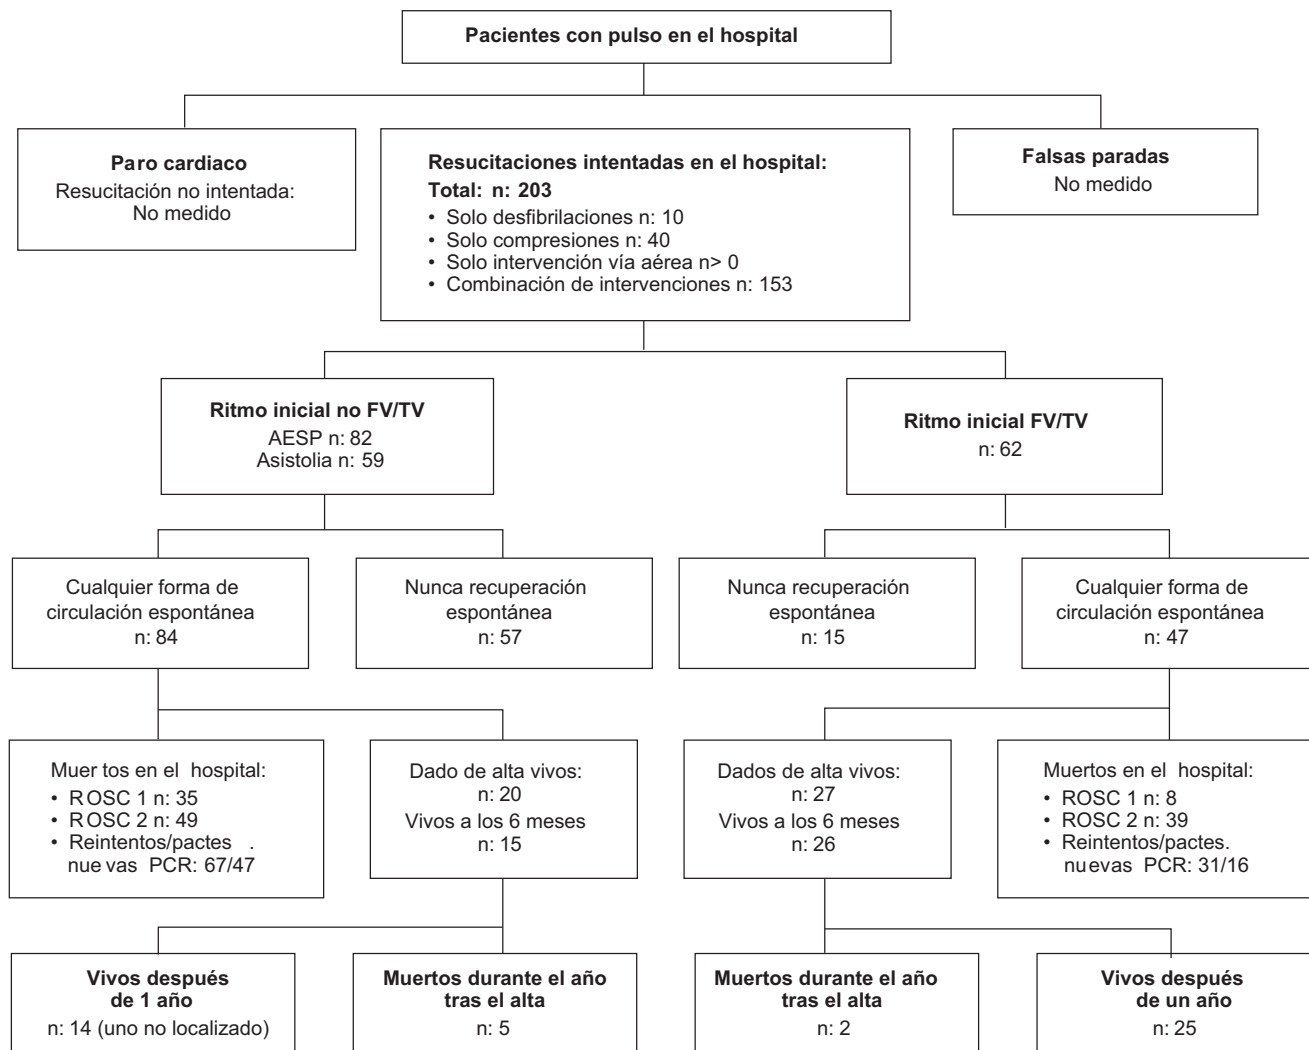 Pacientes con pulso en el hospital
Paro cardiaco
Resucitación no intentada:
No medido
Resucitaciones intentadas en el hospital:
Total: n: 203
• Solo desfibrilaciones n: 10
• Solo compresiones n: 40
• Solo intervención vía aérea n> 0
• Combinación de intervenciones n: 153
Falsas paradas
No medido
Ritmo inicial no FV/TV
AESP n: 82
Asistolia n: 59
Ritmo inicial FV/TV
n: 62
Cualquier forma de
circulación espontánea
n: 84
Nunca recuperación
espontánea
n: 57
Nunca recuperación
espontánea
n: 15
Cualquier forma de
circulación espontánea
n: 47
Muer tos en el hospital:
• R OSC 1 n: 35
• R OSC 2 n: 49
• Reintentos/pactes .
nue vas PCR: 67/47
Dado de alta vivos:
n: 20
Vivos a los 6 meses
n: 15
Dados de alta vivos:
n: 27
Vivos a los 6 meses
n: 26
Muertos en el hospital:
• ROSC 1 n: 8
• ROSC 2 n: 39
• Reintentos/pactes.
nuevas PCR: 31/16
Vivos después
de 1 año
n: 14 (uno no localizado)
Muertos durante el año
tras el alta
n: 5
Muertos durante el año
tras el alta
n: 2
Vivos después
de un año
n: 25